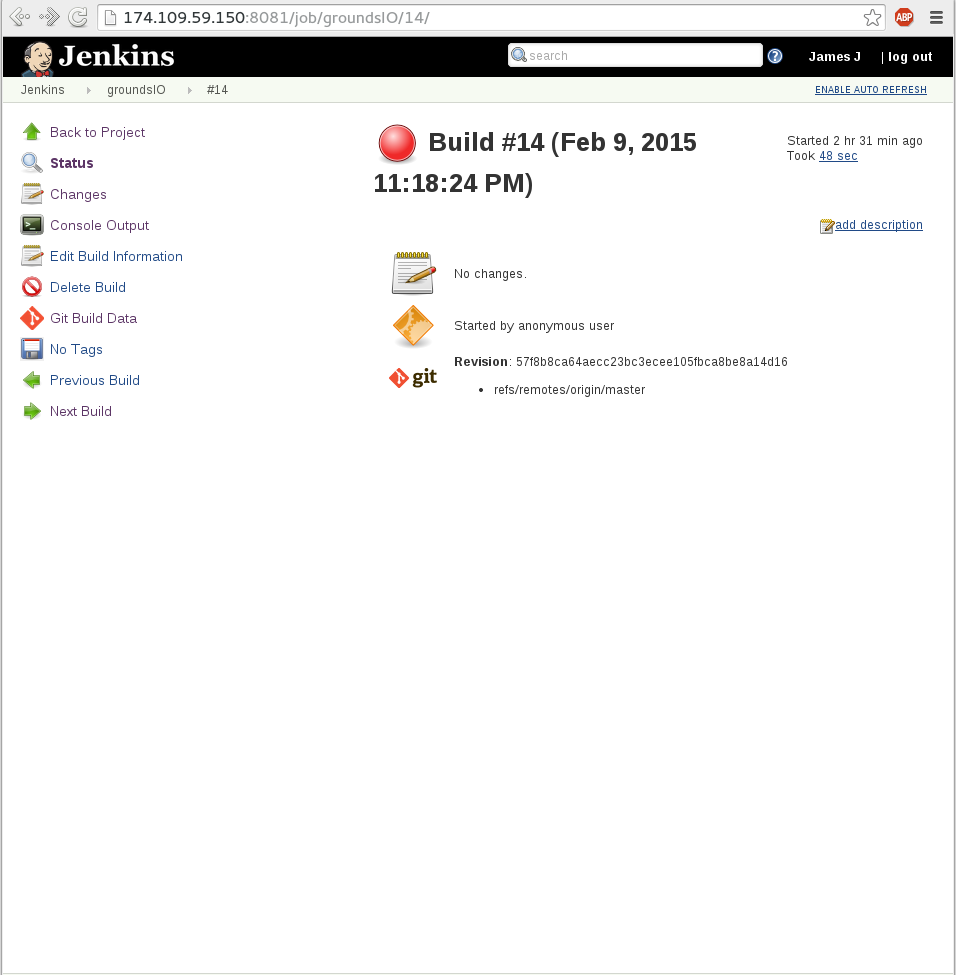 174.109.59.150:8081/job/groundsIO/14/
ABP
Jenkins
search
?
James J
| log out
Jenkins
groundsIO
#14
ENABLE AUTO REFRESH
Back to Project
Status
Changes
Console Output
Edit Build Information
Delete Build
Git Build Data
No Tags
Previous Build
Next Build
Build #14 (Feb 9, 2015
11:18:24 PM)
Started 2 hr 31 min ago
Took 48 sec
add description
No changes.
Started by anonymous user
git
Revision: 57f8b8ca64aecc23bc3ecee105fbca8be8a14d16
refs/remotes/origin/master